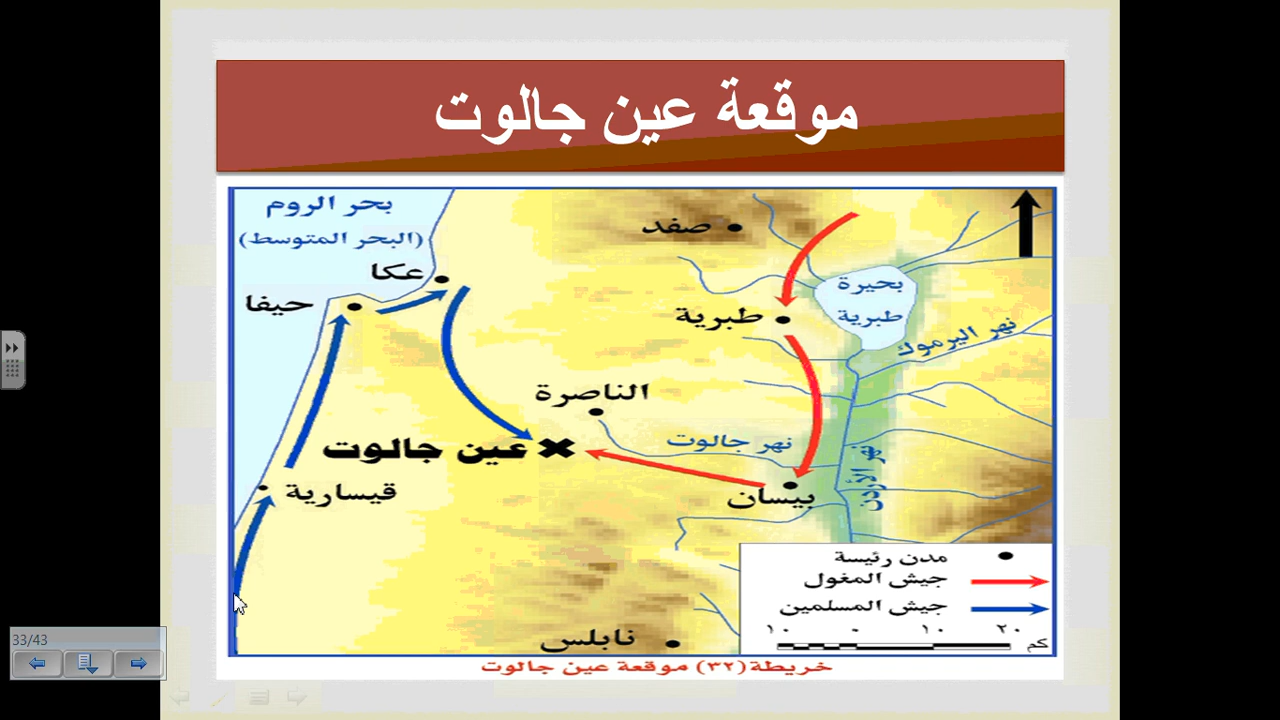 موقعة عين جالوت
بحر الروم
(البحر المتوسط)
صفد
عكا
حيفا
بحيرة
طبرية
طبرية
نهر اليرموك
الناصرة
نهر جالوت
عين جالوت
نهر الأردن
قيسارية
بيسان
نابلس
مدن رئيسة
جيش المغول
جيش المسلمين
١٠ ٠ ١٠ ٢٠
كم
خريطة(٣٢) موقعة عين جالوت
33/43